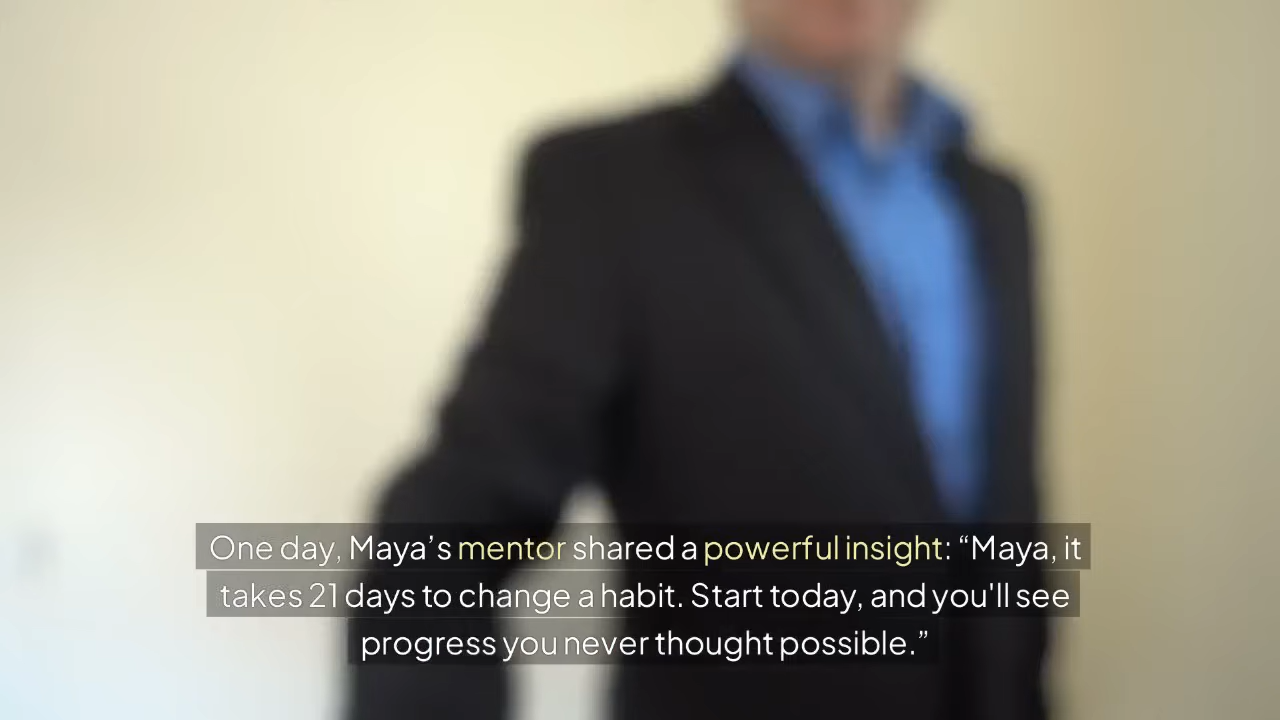 One day, Maya’s mentor shared a powerful insight: “Maya, it
takes 21 days to change a habit. Start today, and you'll see
progress you never thought possible.”